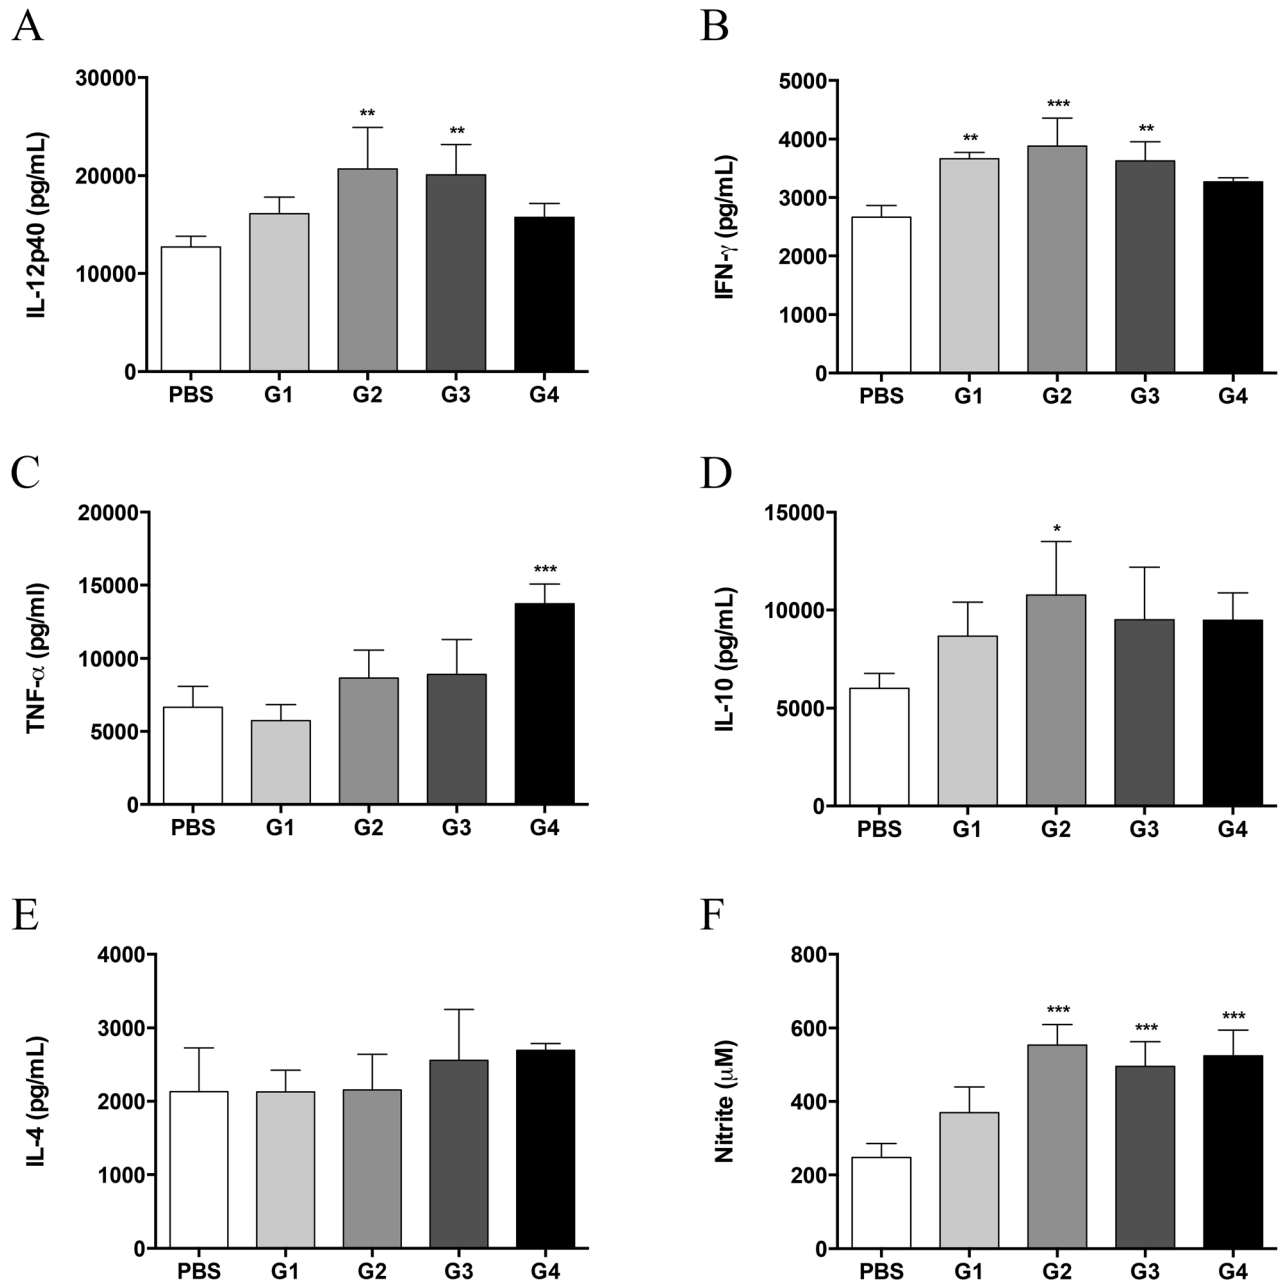 A
IL-12p40 (pg/mL)
30000
20000
10000
0
** **
PBS G1 G2 G3 G4
B
IFN-γ (pg/mL)
5000
4000
3000
2000
1000
0
** *** **
PBS G1 G2 G3 G4
C
TNF-α (pg/ml)
20000
15000
10000
5000
0
***
PBS G1 G2 G3 G4
D
IL-10 (pg/mL)
15000
10000
5000
0
*
PBS G1 G2 G3 G4
E
IL-4 (pg/mL)
4000
3000
2000
1000
0
PBS G1 G2 G3 G4
F
Nitrite (μM)
800
600
400
200
0
*** *** ***
PBS G1 G2 G3 G4